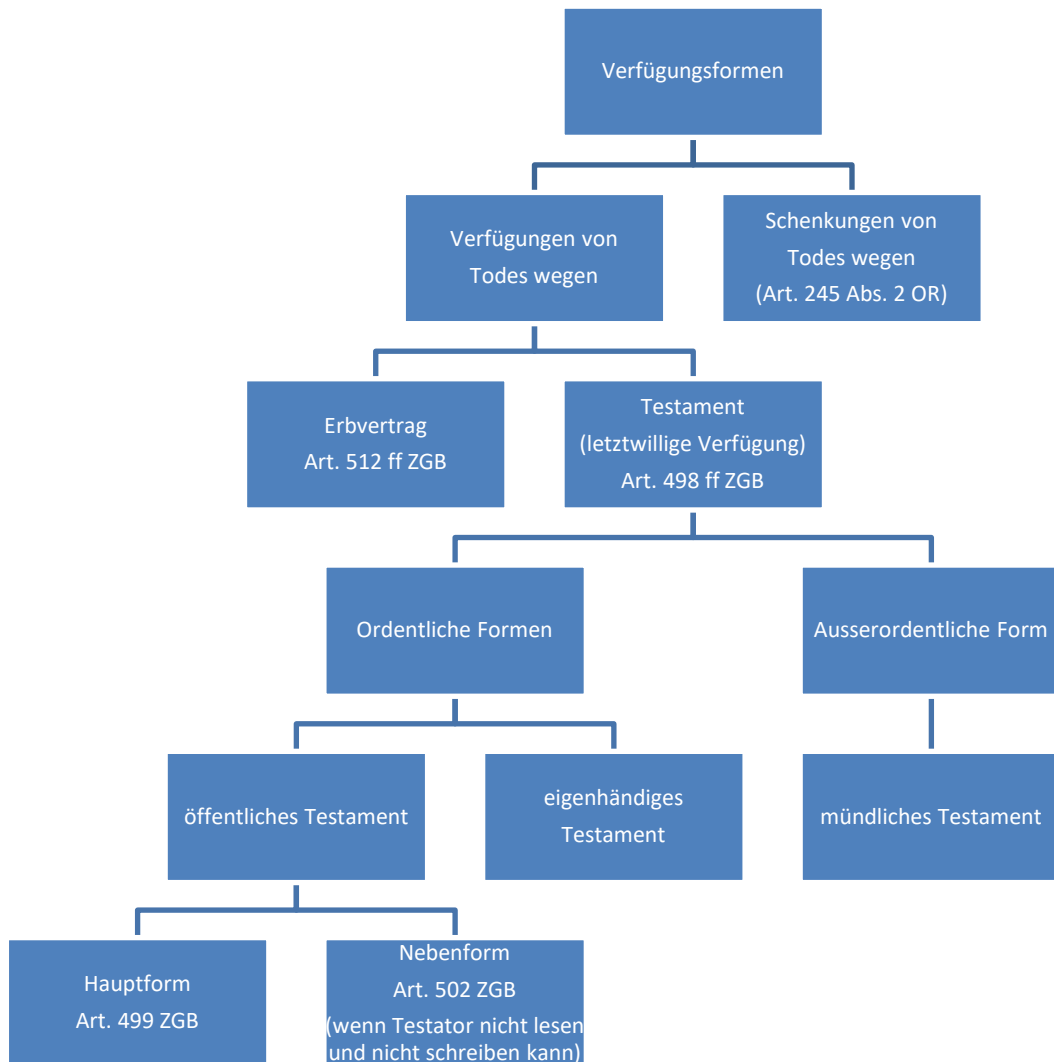 Verfügungsformen
Verfügungen von
Todes wegen
Schenkungen von
Todes wegen
(Art. 245 Abs. 2 OR)
Erbvertrag
Art. 512 ff ZGB
Testament
(letztwillige Verfügung)
Art. 498 ff ZGB
Ordentliche Formen
Ausserordentliche Form
öffentliches Testament
eigenhändiges
Testament
mündliches Testament
Hauptform
Art. 499 ZGB
Nebenform
Art. 502 ZGB
(wenn Testator nicht lesen
und nicht schreiben kann)